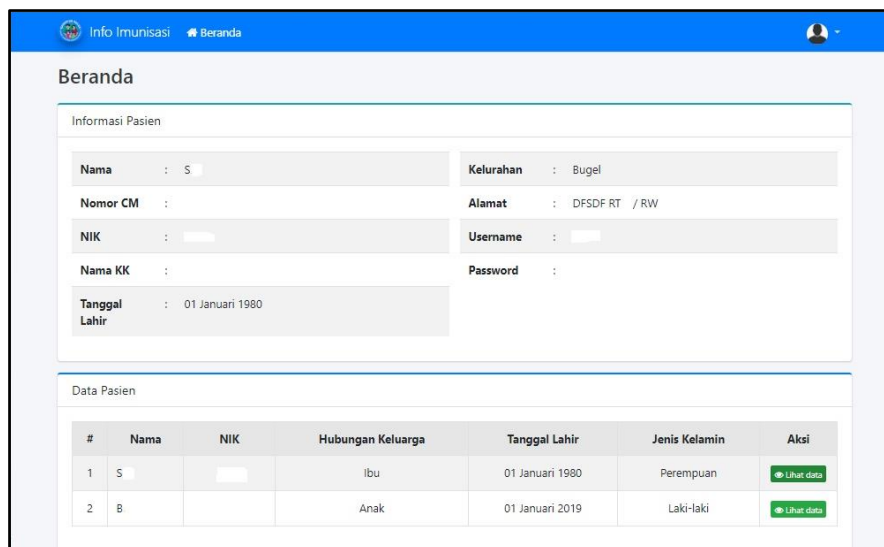 Info Imunisasi Beranda
Beranda
Informasi Pasien
Nama : S
Nomor CM :
NIK :
Nama KK :
Tanggal Lahir : 01 Januari 1980
Kelurahan : Bugel
Alamat : DFSDF RT / RW
Username :
Password :
Data Pasien
# Nama NIK Hubungan Keluarga Tanggal Lahir Jenis Kelamin Aksi
1 S Ibu 01 Januari 1980 Perempuan Lihat data
2 B Anak 01 Januari 2019 Laki-laki Lihat data